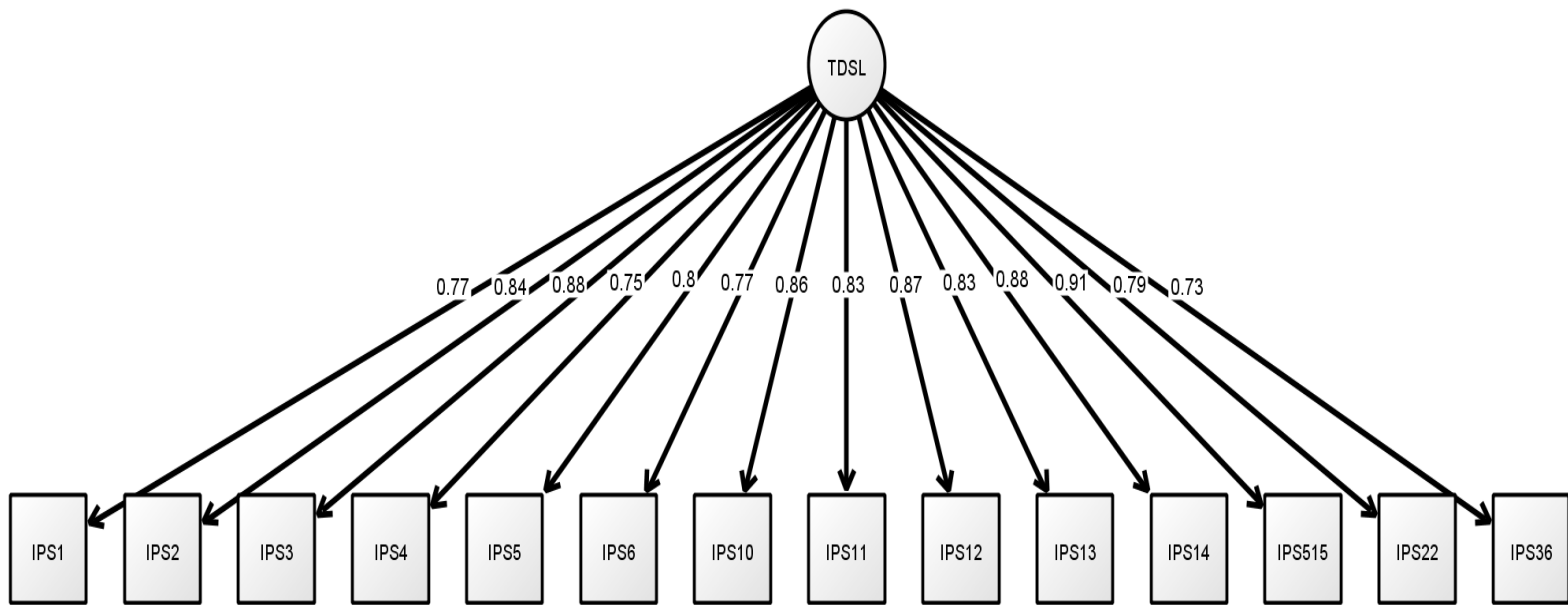 TDSL
0.77 0.84 0.88 0.75 0.8 0.77 0.86 0.83 0.87 0.83 0.88 0.91 0.79 0.73
IPS1 IPS2 IPS3 IPS4 IPS5 IPS6 IPS10 IPS11 IPS12 IPS13 IPS14 IPS515 IPS22 IPS36